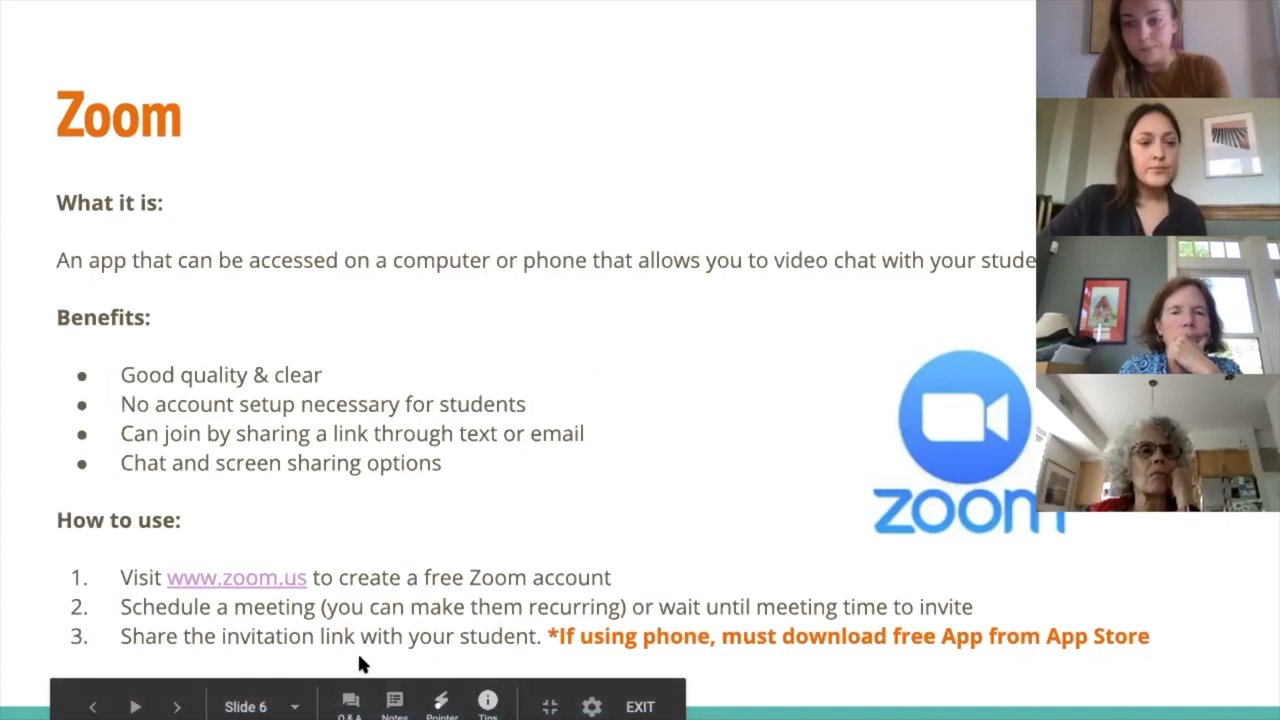 Zoom
What it is:
An app that can be accessed on a computer or phone that allows you to video chat with your stude
Benefits:
● Good quality & clear
● No account setup necessary for students
● Can join by sharing a link through text or email
● Chat and screen sharing options
zoom
How to use:
1. Visit www.zoom.us to create a free Zoom account
2. Schedule a meeting (you can make them recurring) or wait until meeting time to invite
3. Share the invitation link with your student. *If using phone, must download free App from App Store
Slide 6
Q & A Notes Pointer Tips
EXIT